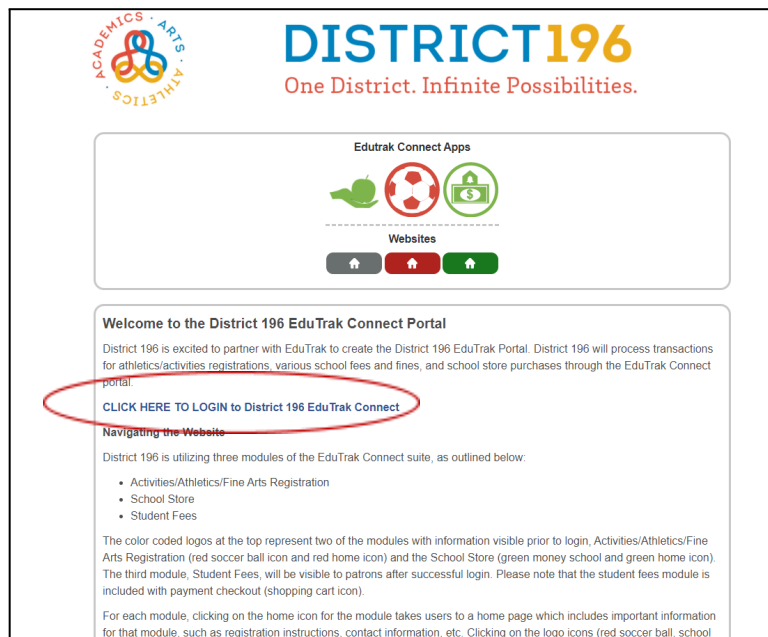 ACADEMICS · ARTS · ATHLETICS ·
DISTRICT196
One District. Infinite Possibilities.
Edutrak Connect Apps
$
Websites
Welcome to the District 196 EduTrak Connect Portal
District 196 is excited to partner with EduTrak to create the District 196 EduTrak Portal. District 196 will process transactions
for athletics/activities registrations, various school fees and fines, and school store purchases through the EduTrak Connect
portal.
CLICK HERE TO LOGIN to District 196 EduTrak Connect
Navigating the Website
District 196 is utilizing three modules of the EduTrak Connect suite, as outlined below:
• Activities/Athletics/Fine Arts Registration
• School Store
• Student Fees
The color coded logos at the top represent two of the modules with information visible prior to login, Activities/Athletics/Fine
Arts Registration (red soccer ball icon and red home icon) and the School Store (green money school and green home icon).
The third module, Student Fees, will be visible to patrons after successful login. Please note that the student fees module is
included with payment checkout (shopping cart icon).
For each module, clicking on the home icon for the module takes users to a home page which includes important information
for that module, such as registration instructions, contact information, etc. Clicking on the logo icons (red soccer ball, school